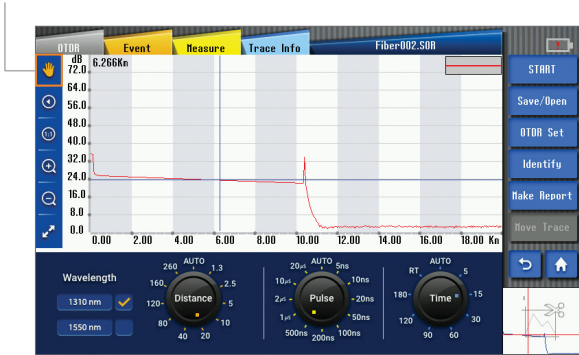 OTDR Event Measure Trace Info Fiber002.SOR
dB
6.266Km
72.0
64.0
56.0
48.0
40.0
32.0
24.0
16.0
8.0
0.0
0.00 2.00 4.00 6.00 8.00 10.00 12.00 14.00 16.00 18.00 Km
1:1
START
Save/Open
OTDR Set
Identify
Make Report
Move Trace
Wavelength
1310 nm
1550 nm
Distance
AUTO
1.3
2.5
5
10
20
40
80
120
160
260
Pulse
AUTO
5ns
10ns
20ns
50ns
100ns
200ns
500ns
1μs
2μs
10μs
20μs
Time
AUTO
5
15
30
60
90
120
180
RT